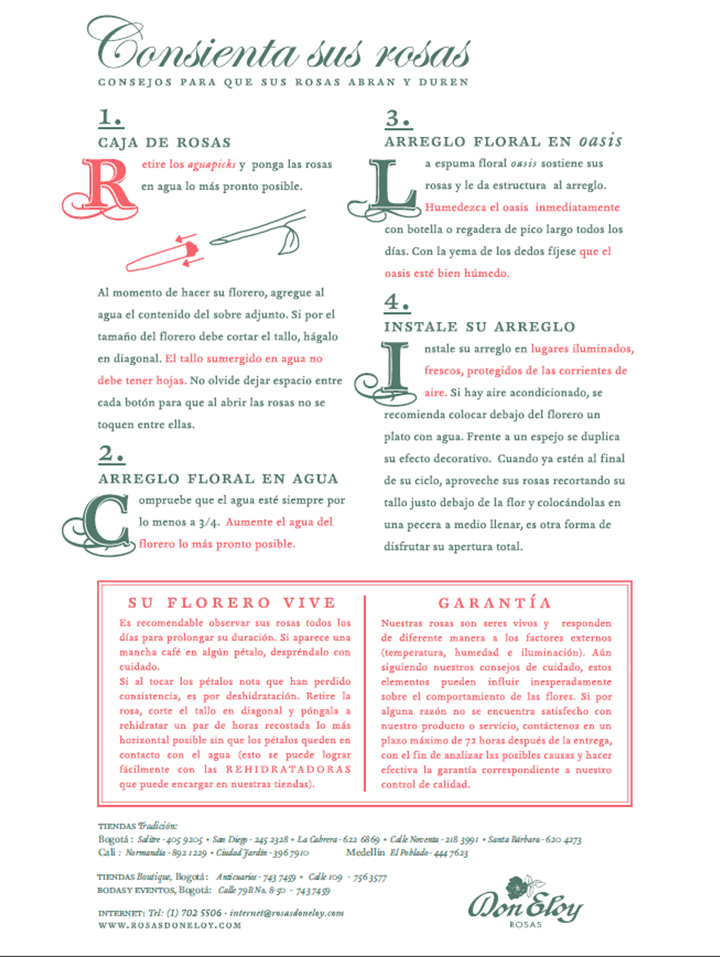 Consienta sus rosas
CONSEJOS PARA QUE SUS ROSAS ABRAN Y DUREN
1.
CAJA DE ROSAS
Retire los aguapicks y ponga las rosas
en agua lo más pronto posible.
Al momento de hacer su florero, agregue al
agua el contenido del sobre adjunto. Si por el
tamaño del florero debe cortar el tallo, hágalo
en diagonal. El tallo sumergido en agua no
debe tener hojas. No olvide dejar espacio entre
cada botón para que al abrir las rosas no se
toquen entre ellas.
2.
ARREGLO FLORAL EN AGUA
Compruebe que el agua esté siempre por
lo menos a 3/4. Aumente el agua del
florero lo más pronto posible.
3.
ARREGLO FLORAL EN oasis
La espuma floral oasis sostiene sus
rosas y le da estructura al arreglo.
Humedezca el oasis inmediatamente
con botella o regadera de pico largo todos los
días. Con la yema de los dedos fíjese que el
oasis esté bien húmedo.
4.
INSTALE SU ARREGLO
Instale su arreglo en lugares iluminados,
frescos, protegidos de las corrientes de
aire. Si hay aire acondicionado, se
recomienda colocar debajo del florero un
plato con agua. Frente a un espejo se duplica
su efecto decorativo. Cuando ya estén al final
de su ciclo, aproveche sus rosas recortando su
tallo justo debajo de la flor y colocándolas en
una pecera a medio llenar, es otra forma de
disfrutar su apertura total.
SU FLORERO VIVE
Es recomendable observar sus rosas todos los
días para prolongar su duración. Si aparece una
mancha café en algún pétalo, despréndalo con
cuidado.
Si al tocar los pétalos nota que han perdido
consistencia, es por deshidratación. Retire la
rosa, corte el tallo en diagonal y póngala a
rehidratar un par de horas recostada lo más
horizontal posible sin que los pétalos queden en
contacto con el agua (esto se puede lograr
fácilmente con las REHIDRATADORAS
que puede encargar en nuestras tiendas).
GARANTÍA
Nuestras rosas son seres vivos y responden
de diferente manera a los factores externos
(temperatura, humedad e iluminación). Aún
siguiendo nuestros consejos de cuidado, estos
elementos pueden influir inesperadamente
sobre el comportamiento de las flores. Si por
alguna razón no se encuentra satisfecho con
nuestro producto o servicio, contáctenos en un
plazo máximo de 72 horas después de la entrega,
con el fin de analizar las posibles causas y hacer
efectiva la garantía correspondiente a nuestro
control de calidad.
TIENDAS Tradición:
Bogotá : Salitre - 405 9205 • San Diego - 245 2328 • La Cabrera - 622 6869 • Calle Noventa - 218 3991 • Santa Bárbara - 620 4273
Cali : Normandía - 892 1229 • Ciudad Jardín - 396 7910 Medellín El Poblado - 444 7623
TIENDAS Boutique, Bogotá: Anticuarios - 743 7459 • Calle 109 - 756 3577
BODAS Y EVENTOS, Bogotá: Calle 79B No. 8-50 - 743 7459
INTERNET: Tel: (1) 702 5506 · internet@rosasdoneloy.com
WWW.ROSASDONELOY.COM
Don Eloy
ROSAS